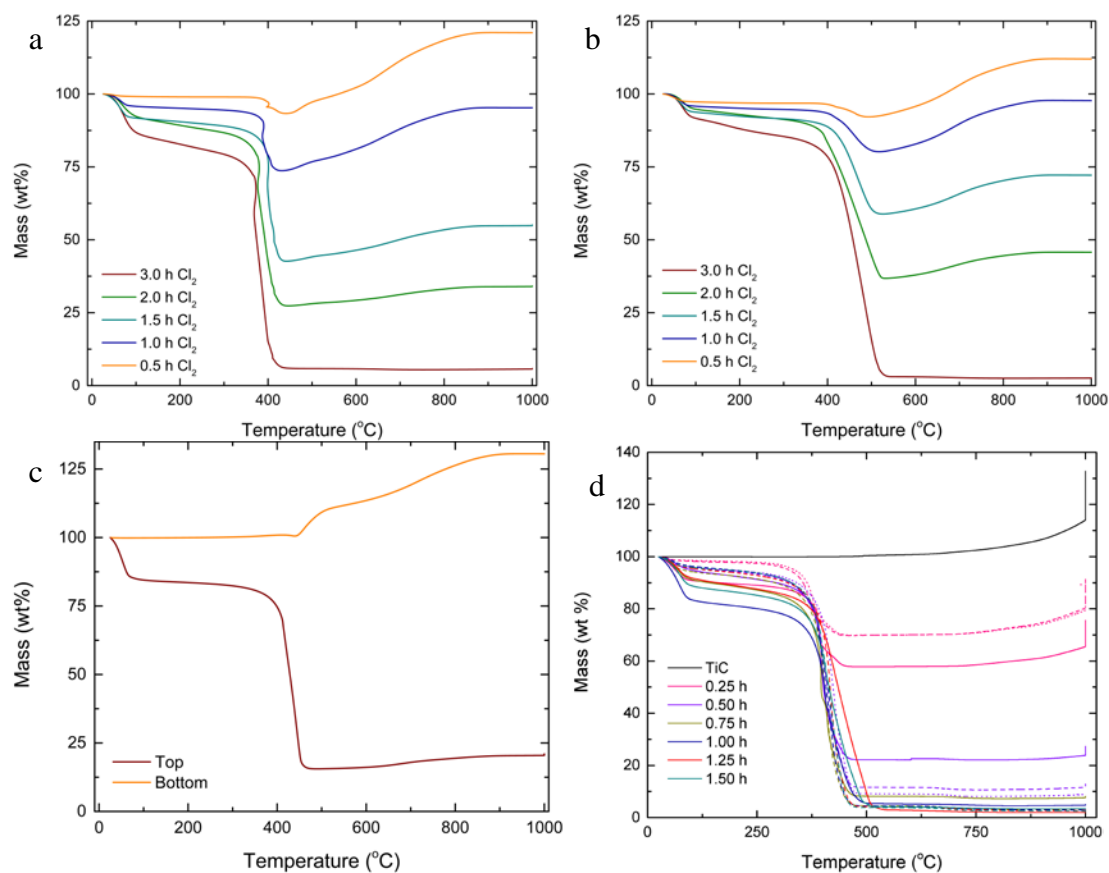 a
125
100
75
50
25
0
Mass (wt%)
3.0 h Cl₂
2.0 h Cl₂
1.5 h Cl₂
1.0 h Cl₂
0.5 h Cl₂
0 200 400 600 800 1000
Temperature (°C)
b
125
100
75
50
25
0
Mass (wt%)
3.0 h Cl₂
2.0 h Cl₂
1.5 h Cl₂
1.0 h Cl₂
0.5 h Cl₂
0 200 400 600 800 1000
Temperature (°C)
c
125
100
75
50
25
0
Mass (wt%)
Top
Bottom
0 200 400 600 800 1000
Temperature (°C)
d
140
120
100
80
60
40
20
0
Mass (wt %)
TiC
0.25 h
0.50 h
0.75 h
1.00 h
1.25 h
1.50 h
0 250 500 750 1000
Temperature (°C)